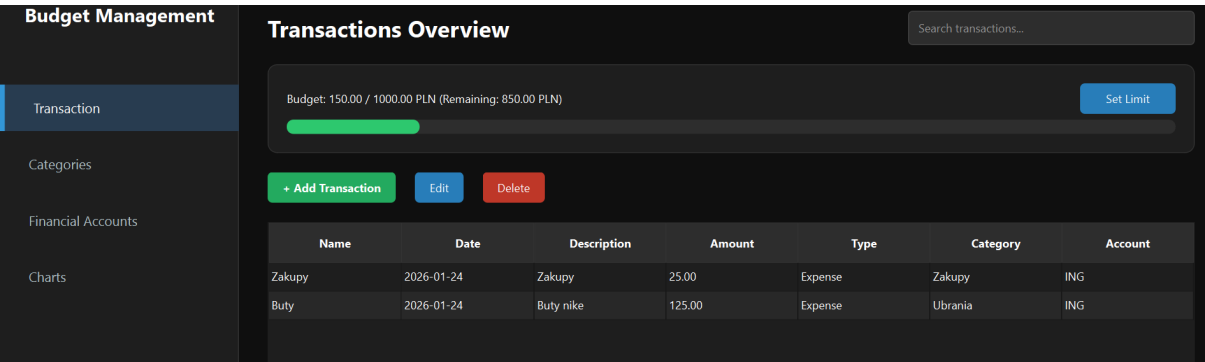 Budget Management
Transactions Overview
Search transactions...
Transaction
Categories
Financial Accounts
Charts
Budget: 150.00 / 1000.00 PLN (Remaining: 850.00 PLN)
Set Limit
+ Add Transaction Edit Delete
Name Date Description Amount Type Category Account
Zakupy 2026-01-24 Zakupy 25.00 Expense Zakupy ING
Buty 2026-01-24 Buty nike 125.00 Expense Ubrania ING